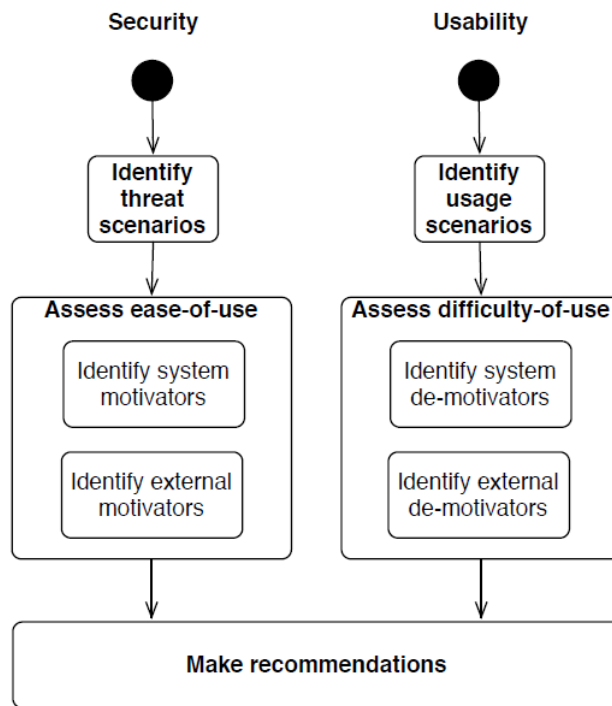 Security
Usability
Identify
threat
scenarios
Identify
usage
scenarios
Assess ease-of-use
Identify system
motivators
Identify external
motivators
Assess difficulty-of-use
Identify system
de-motivators
Identify external
de-motivators
Make recommendations